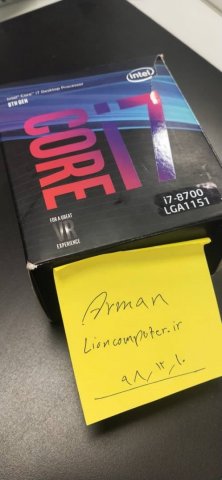 Intel® Core™ i7 Desktop Processor
8TH GEN
intel
CORE i7
i7-8700
LGA1151
FOR A GREAT
VR
EXPERIENCE
Arman
Lioncomputer.ir
۹۸/۱۲/۱۰